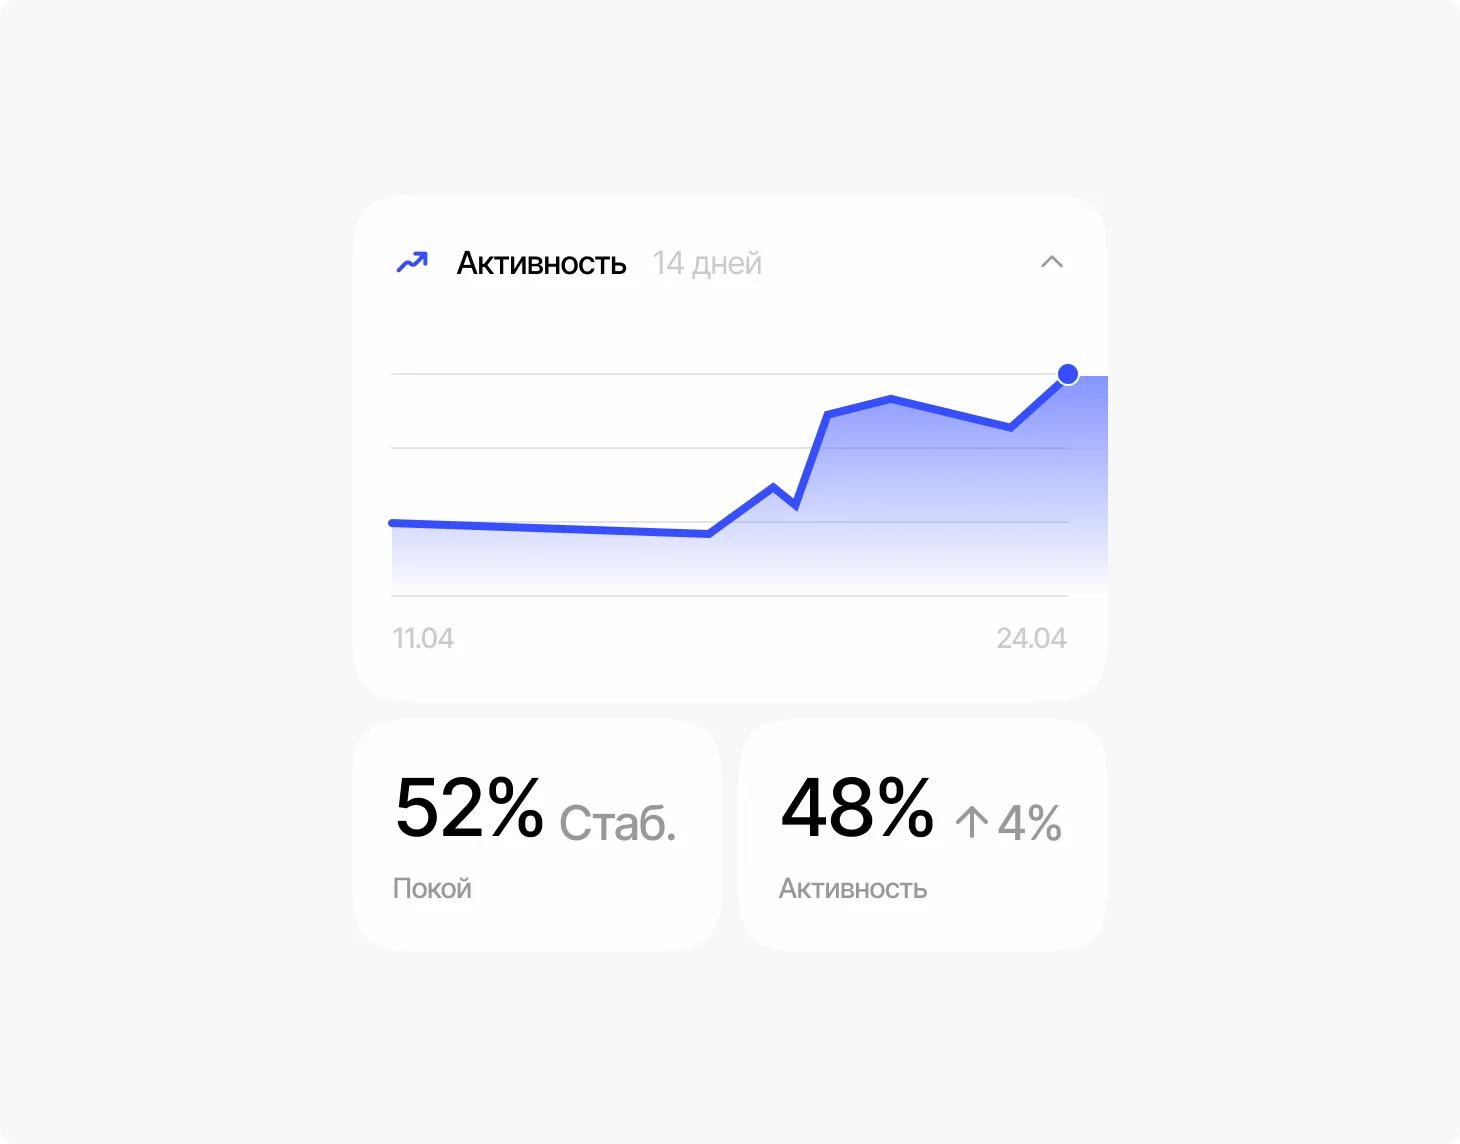 Активность 14 дней
11.04 24.04
52% Стаб.
Покой
48% ↑ 4%
Активность